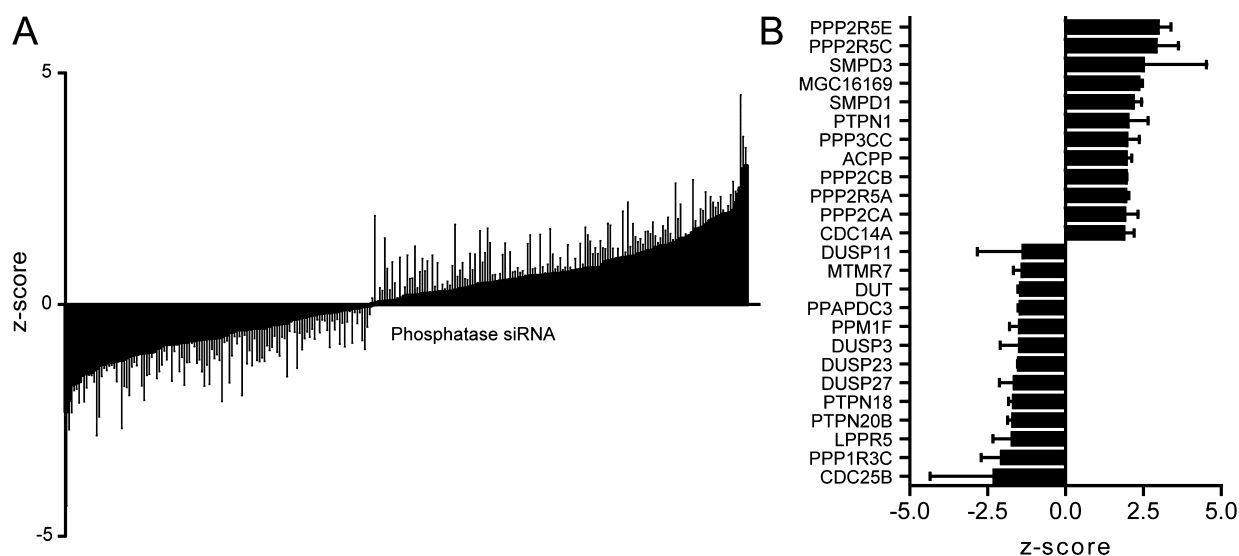 A
5
0
-5
z-score
Phosphatase siRNA
B
PPP2R5E
PPP2R5C
SMPD3
MGC16169
SMPD1
PTPN1
PPP3CC
ACPP
PPP2CB
PPP2R5A
PPP2CA
CDC14A
DUSP11
MTMR7
DUT
PPAPDC3
PPM1F
DUSP3
DUSP23
DUSP27
PTPN18
PTPN20B
LPPR5
PPP1R3C
CDC25B
-5.0 -2.5 0.0 2.5 5.0
z-score